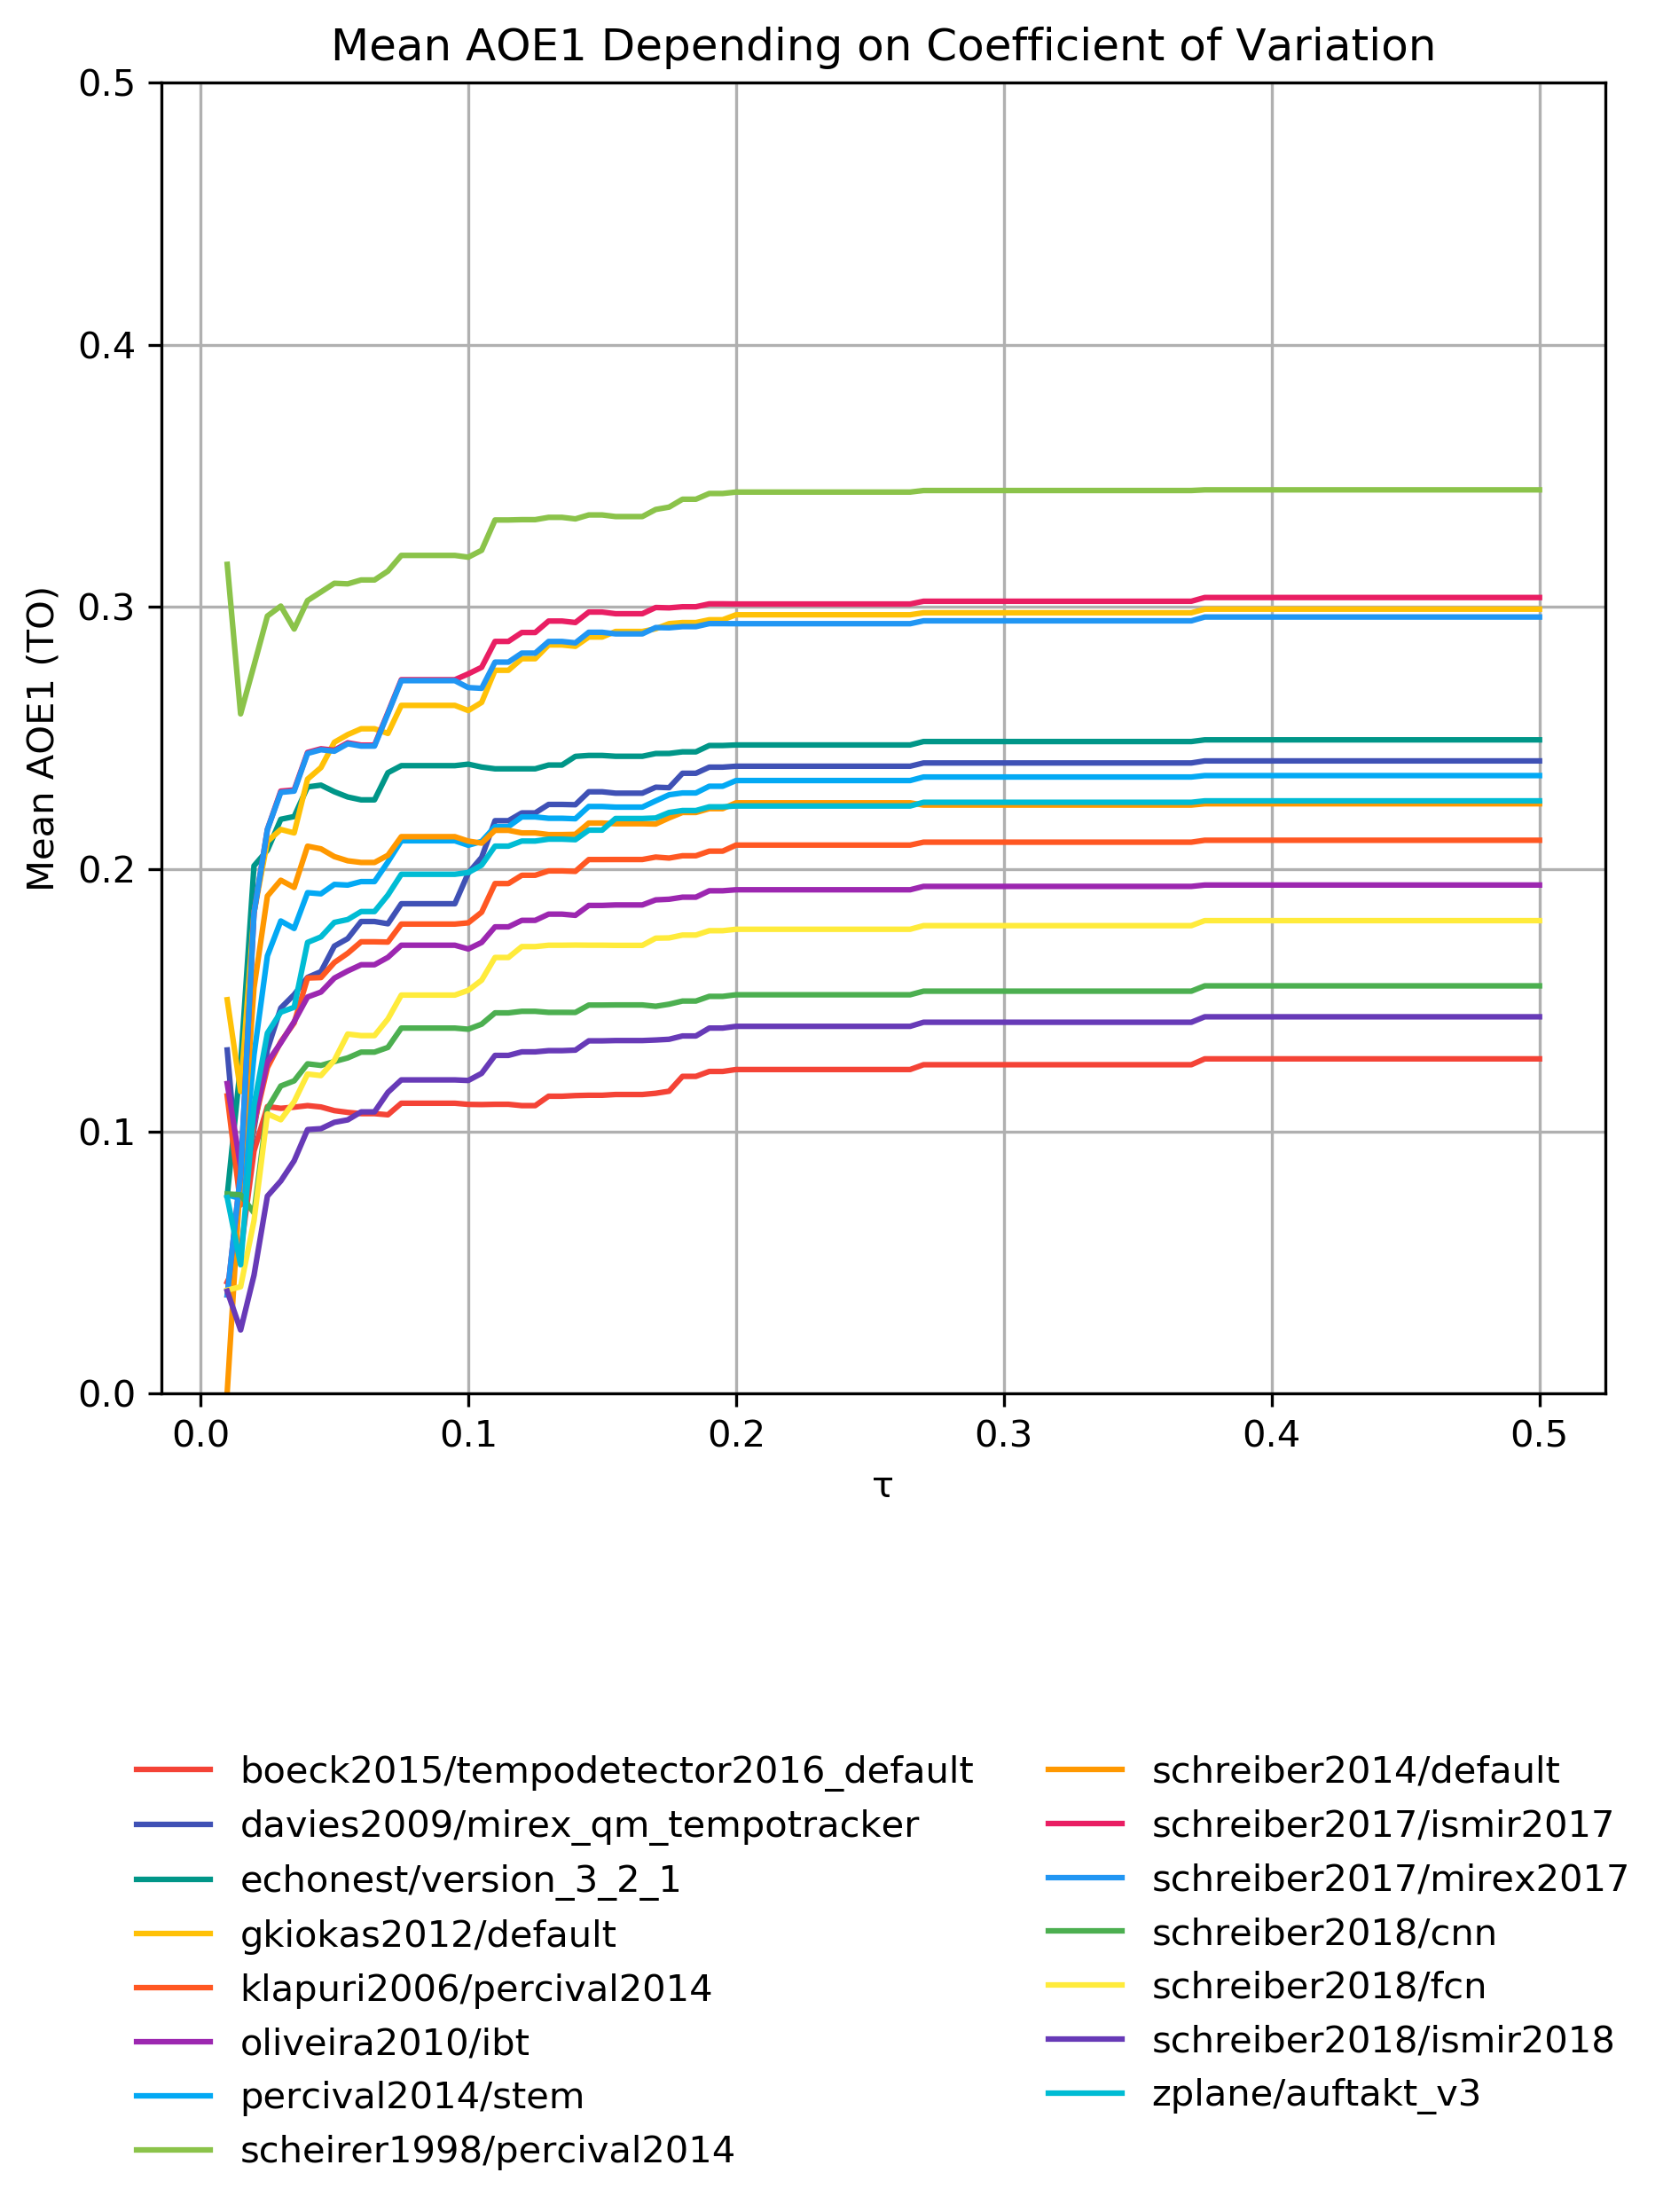 Mean AOE1 Depending on Coefficient of Variation
0.5
0.4
0.3
0.2
0.1
0.0
Mean AOE1 (TO)
0.0 0.1 0.2 0.3 0.4 0.5
τ
boeck2015/tempodetector2016_default
davies2009/mirex_qm_tempotracker
echonest/version_3_2_1
gkiokas2012/default
klapuri2006/percival2014
oliveira2010/ibt
percival2014/stem
scheirer1998/percival2014
schreiber2014/default
schreiber2017/ismir2017
schreiber2017/mirex2017
schreiber2018/cnn
schreiber2018/fcn
schreiber2018/ismir2018
zplane/auftakt_v3